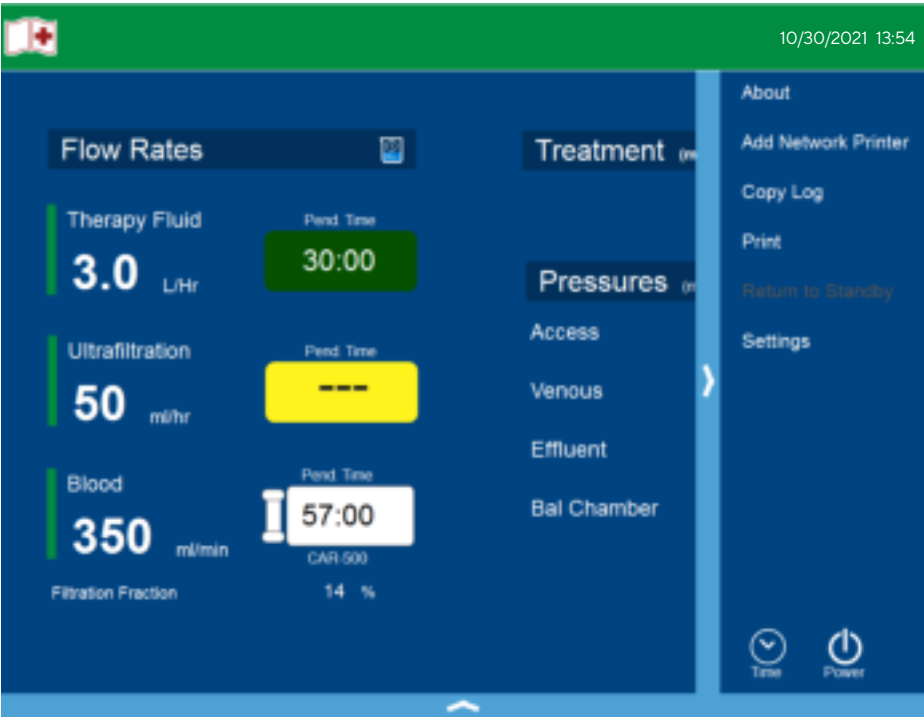 10/30/2021 13:54
Flow Rates
Therapy Fluid
Pend. Time
3.0 L/Hr
30:00
Ultrafiltration
Pend. Time
50 ml/hr
---
Blood
Pend. Time
350 ml/min
57:00
CAR-500
Filtration Fraction
14 %
Treatment
Pressures
Access
Venous
Effluent
Bal Chamber
About
Add Network Printer
Copy Log
Print
Return to Standby
Settings
Time
Power